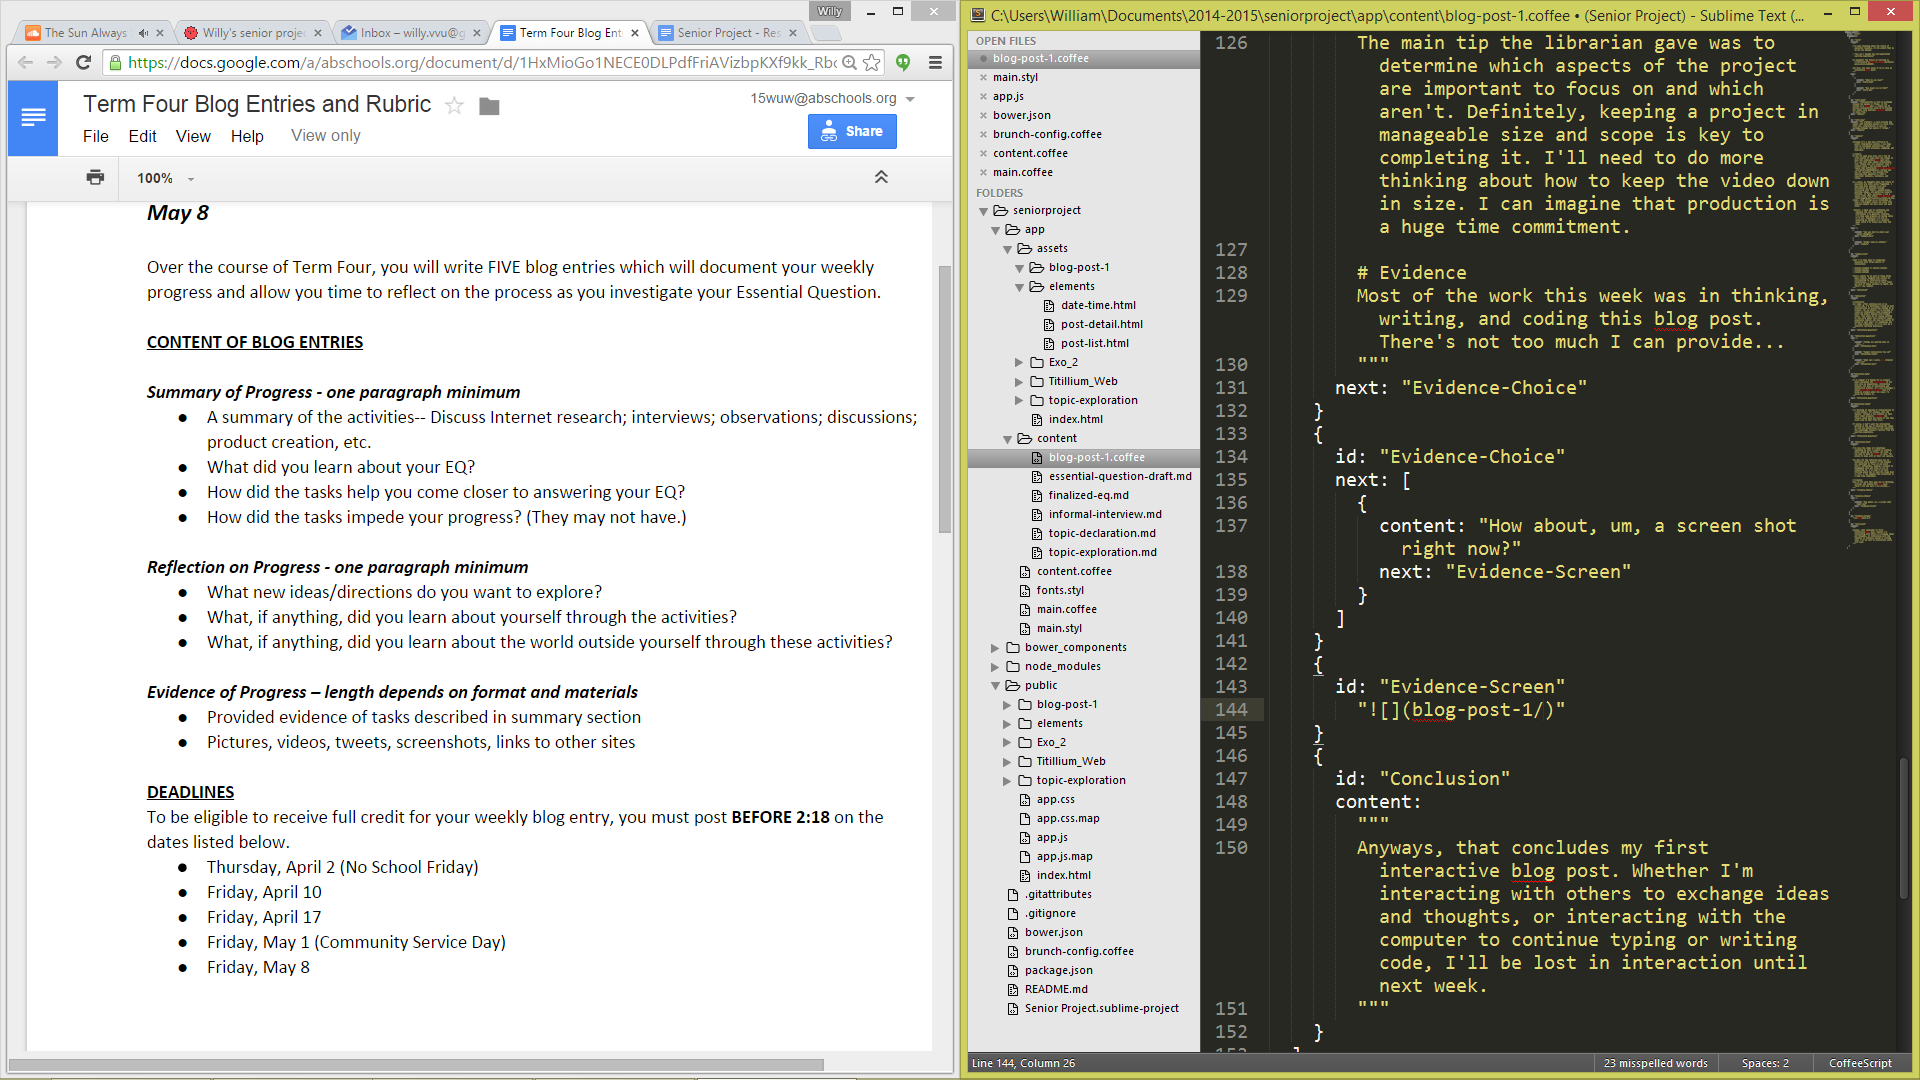 Willy
The Sun Always
Willy's senior proje
Inbox – willy.vvu@g
Term Four Blog Ent
Senior Project - Res
https://docs.google.com/a/abschools.org/document/d/1HxMioGo1NECE0DLPdfFriAVizbpKXf9kk_Rbc
Term Four Blog Entries and Rubric
15wuw@abschools.org
File Edit View Help View only
Share
100%
May 8
Over the course of Term Four, you will write FIVE blog entries which will document your weekly
progress and allow you time to reflect on the process as you investigate your Essential Question.
CONTENT OF BLOG ENTRIES
Summary of Progress - one paragraph minimum
● A summary of the activities-- Discuss Internet research; interviews; observations; discussions;
product creation, etc.
● What did you learn about your EQ?
● How did the tasks help you come closer to answering your EQ?
● How did the tasks impede your progress? (They may not have.)
Reflection on Progress - one paragraph minimum
● What new ideas/directions do you want to explore?
● What, if anything, did you learn about yourself through the activities?
● What, if anything, did you learn about the world outside yourself through these activities?
Evidence of Progress – length depends on format and materials
● Provided evidence of tasks described in summary section
● Pictures, videos, tweets, screenshots, links to other sites
DEADLINES
To be eligible to receive full credit for your weekly blog entry, you must post BEFORE 2:18 on the
dates listed below.
● Thursday, April 2 (No School Friday)
● Friday, April 10
● Friday, April 17
● Friday, May 1 (Community Service Day)
● Friday, May 8
C:\Users\William\Documents\2014-2015\seniorproject\app\content\blog-post-1.coffee • (Senior Project) - Sublime Text (...
OPEN FILES
blog-post-1.coffee
main.styl
app.js
bower.json
brunch-config.coffee
content.coffee
main.coffee
FOLDERS
seniorproject
app
assets
blog-post-1
elements
date-time.html
post-detail.html
post-list.html
Exo_2
Titillium_Web
topic-exploration
index.html
content
blog-post-1.coffee
essential-question-draft.md
finalized-eq.md
informal-interview.md
topic-declaration.md
topic-exploration.md
content.coffee
fonts.styl
main.coffee
main.styl
bower_components
node_modules
public
blog-post-1
elements
Exo_2
Titillium_Web
topic-exploration
app.css
app.css.map
app.js
app.js.map
index.html
.gitattributes
.gitignore
bower.json
brunch-config.coffee
package.json
README.md
Senior Project.sublime-project
126 The main tip the librarian gave was to
determine which aspects of the project
are important to focus on and which
aren't. Definitely, keeping a project in
manageable size and scope is key to
completing it. I'll need to do more
thinking about how to keep the video down
in size. I can imagine that production is
a huge time commitment.
127
128 # Evidence
129 Most of the work this week was in thinking,
writing, and coding this blog post.
There's not too much I can provide...
130 """
131 next: "Evidence-Choice"
132 }
133 {
134 id: "Evidence-Choice"
135 next: [
136 {
137 content: "How about, um, a screen shot
right now?"
138 next: "Evidence-Screen"
139 }
140 ]
141 }
142 {
143 id: "Evidence-Screen"
144 "![](blog-post-1/)"
145 }
146 {
147 id: "Conclusion"
148 content:
149 """
150 Anyways, that concludes my first
interactive blog post. Whether I'm
interacting with others to exchange ideas
and thoughts, or interacting with the
computer to continue typing or writing
code, I'll be lost in interaction until
next week.
151 """
152 }
Line 144, Column 26
23 misspelled words
Spaces: 2
CoffeeScript